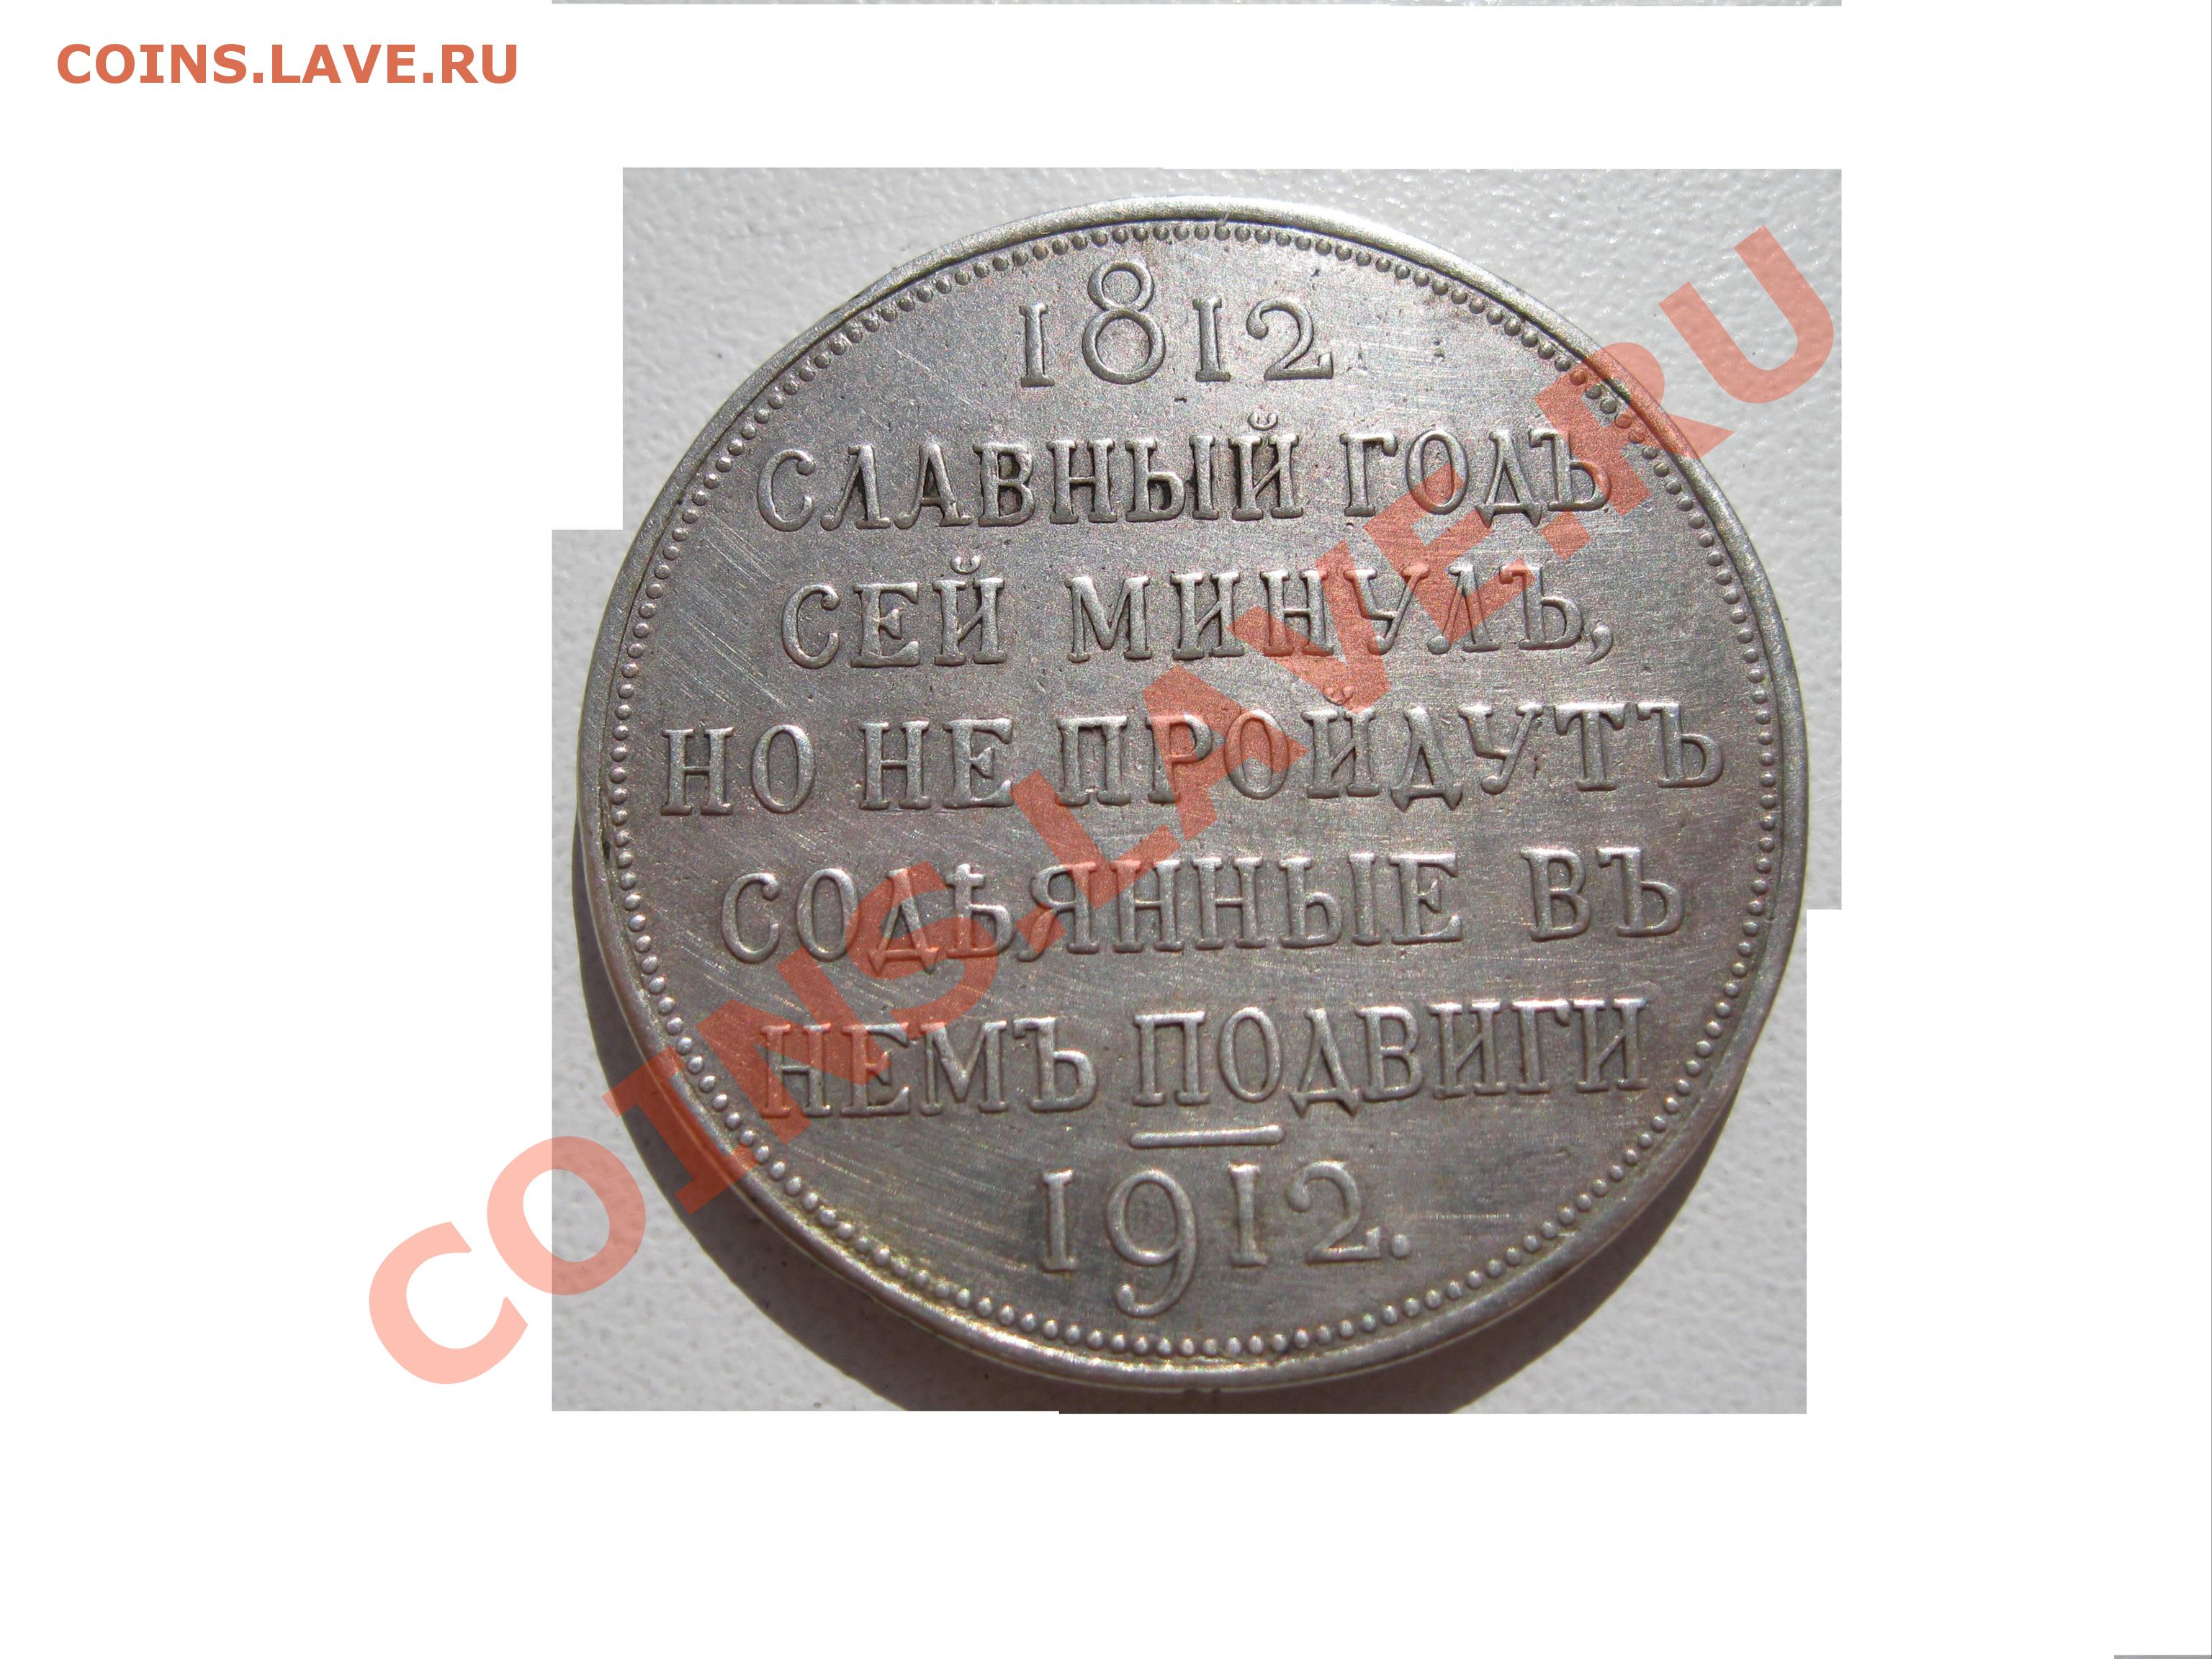 COINS.LAVE.RU
1812
СЛАВНЫЙ ГОДЪ
СЕЙ МИНУЛЪ,
НО НЕ ПРОЙДУТЪ
СОДѢЯННЫЕ ВЪ
НЕМЪ ПОДВИГИ
1912.
COINS.LAVE.RU